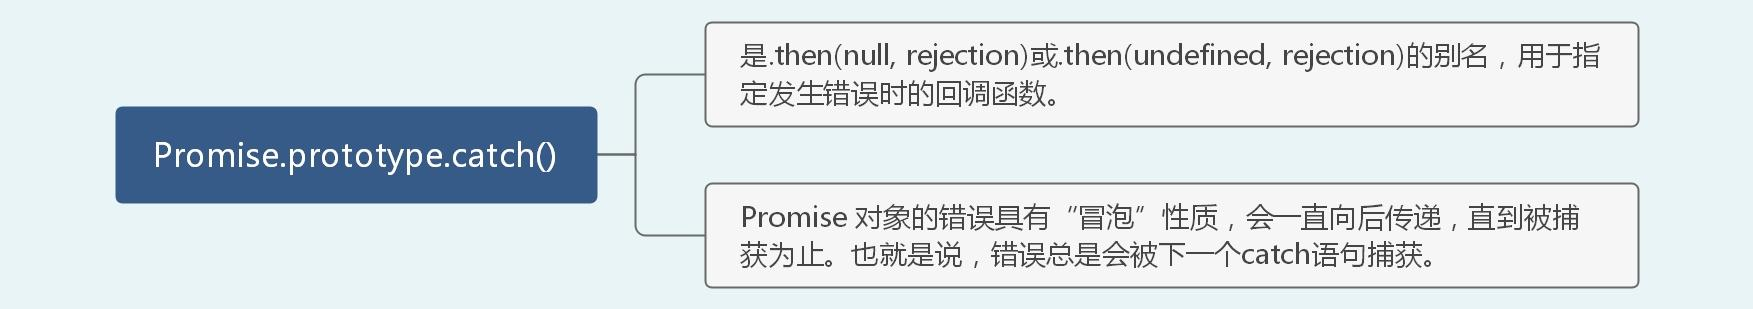 Promise.prototype.catch()
是.then(null, rejection)或.then(undefined, rejection)的别名，用于指
定发生错误时的回调函数。
Promise 对象的错误具有“冒泡”性质，会一直向后传递，直到被捕
获为止。也就是说，错误总是会被下一个catch语句捕获。